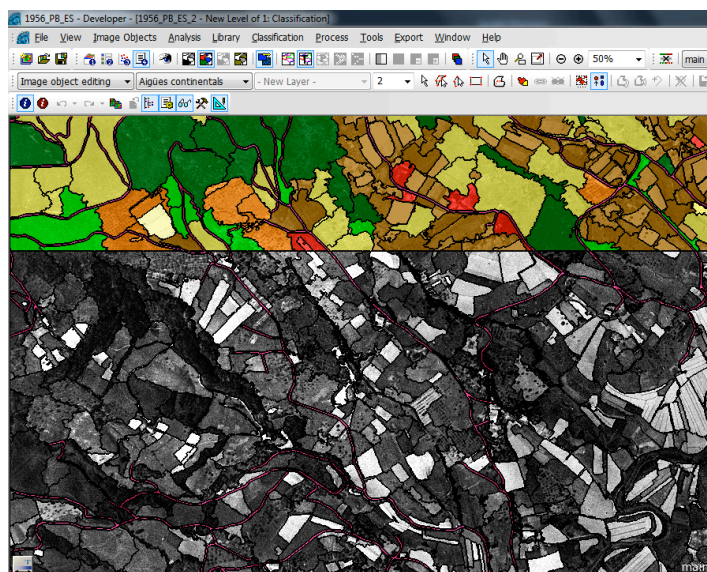 1956_PB_ES - Developer - [1956_PB_ES_2 - New Level of 1: Classification]
File View Image Objects Analysis Library Classification Process Tools Export Window Help
50% main
Image object editing Aigües continentals - New Layer - 2
main